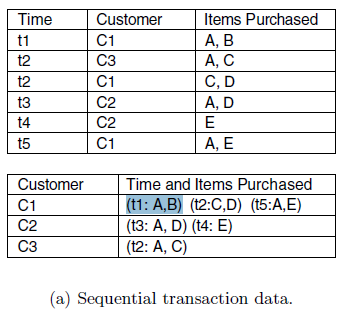 Time Customer Items Purchased
t1 C1 A, B
t2 C3 A, C
t2 C1 C, D
t3 C2 A, D
t4 C2 E
t5 C1 A, E
Customer Time and Items Purchased
C1 (t1: A,B) (t2:C,D) (t5:A,E)
C2 (t3: A, D) (t4: E)
C3 (t2: A, C)
(a) Sequential transaction data.